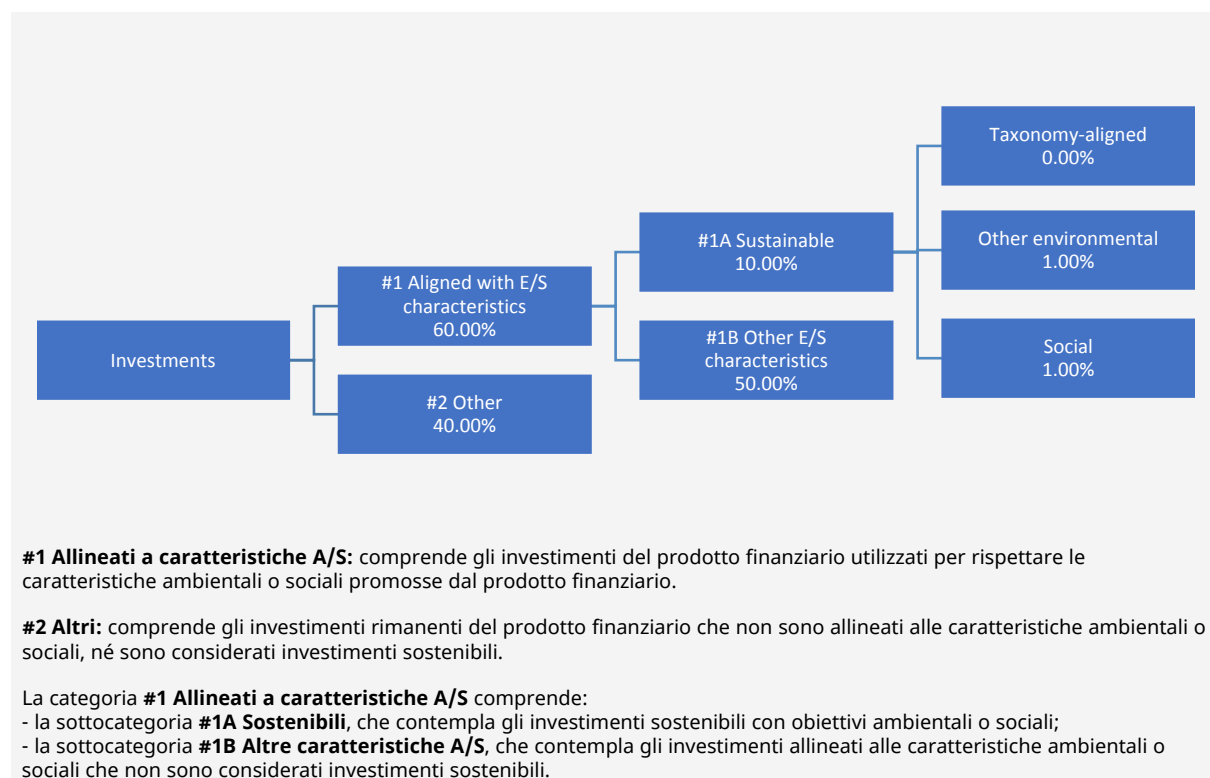 Investments
#1 Aligned with E/S
characteristics
60.00%
#2 Other
40.00%
#1A Sustainable
10.00%
#1B Other E/S
characteristics
50.00%
Taxonomy-aligned
0.00%
Other environmental
1.00%
Social
1.00%
#1 Allineati a caratteristiche A/S: comprende gli investimenti del prodotto finanziario utilizzati per rispettare le
caratteristiche ambientali o sociali promosse dal prodotto finanziario.
#2 Altri: comprende gli investimenti rimanenti del prodotto finanziario che non sono allineati alle caratteristiche ambientali o
sociali, né sono considerati investimenti sostenibili.
La categoria #1 Allineati a caratteristiche A/S comprende:
- la sottocategoria #1A Sostenibili, che contempla gli investimenti sostenibili con obiettivi ambientali o sociali;
- la sottocategoria #1B Altre caratteristiche A/S, che contempla gli investimenti allineati alle caratteristiche ambientali o
sociali che non sono considerati investimenti sostenibili.